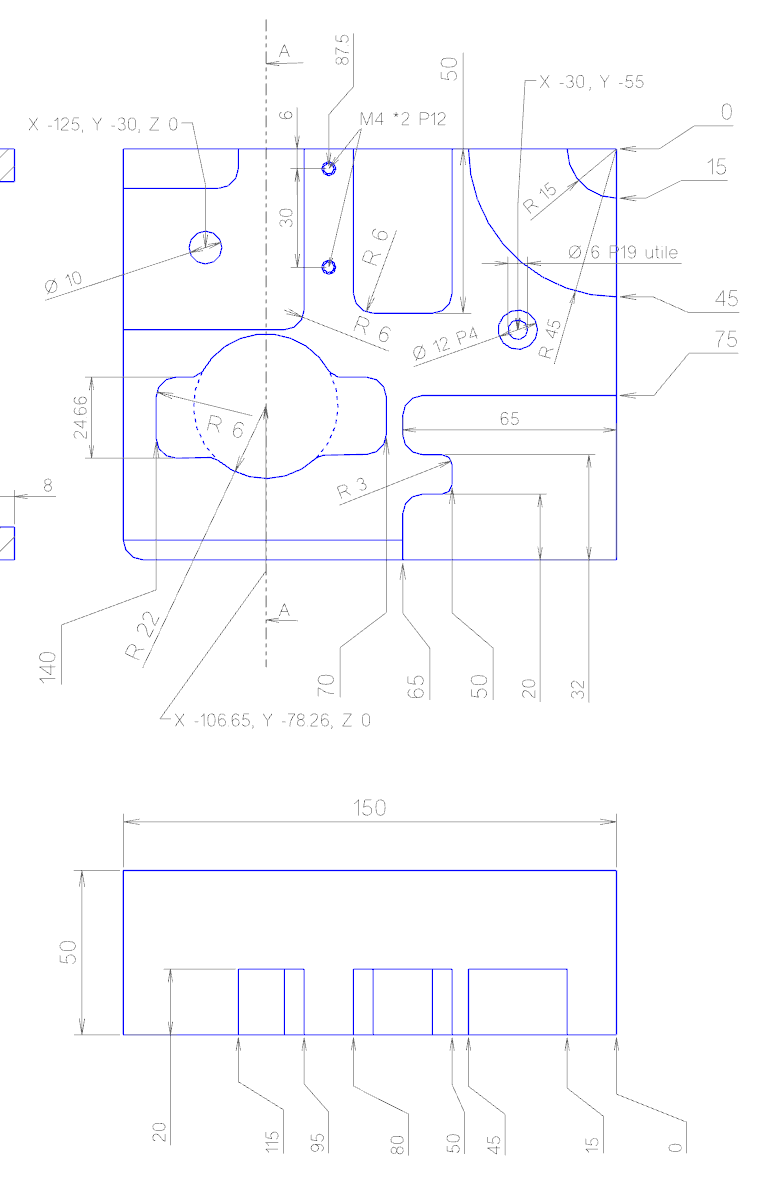 A
87.5
50
X -30, Y -55
6
M4 *2 P12
0
X -125, Y -30, Z 0
15
R 15
30
R 6
Ø 6 P19 utile
Ø 10
45
R 6
Ø 12 P4
R 45
75
24.66
R 6
65
R 3
8
A
R 22
140
70
65
50
20
32
X -106.65, Y -78.26, Z 0
150
50
20
115
95
80
50
45
15
0